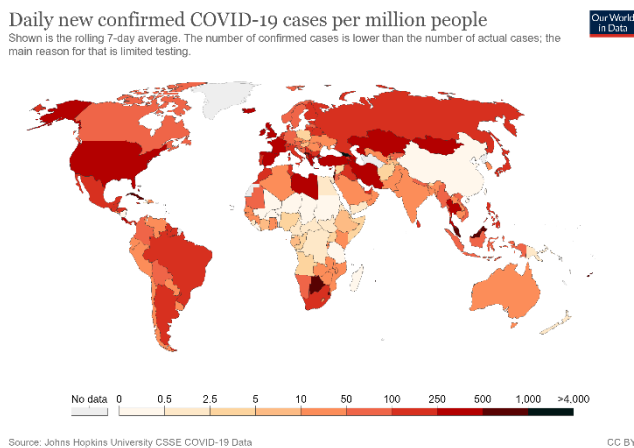 Daily new confirmed COVID-19 cases per million people
Shown is the rolling 7-day average. The number of confirmed cases is lower than the number of actual cases; the
main reason for that is limited testing.
Our World
in Data
No data 0 0.5 2.5 5 10 50 100 250 500 1,000 >4,000
Source: Johns Hopkins University CSSE COVID-19 Data
CC BY